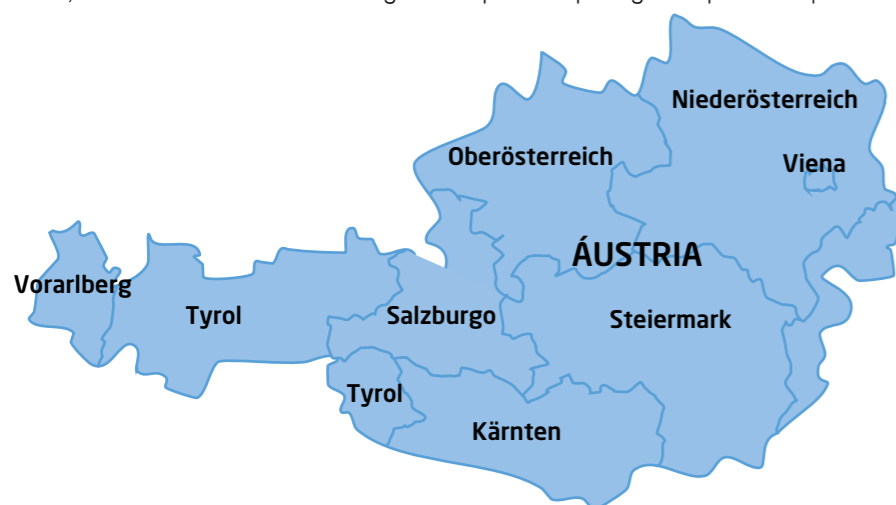 Niederösterreich
Oberösterreich
Viena
ÁUSTRIA
Vorarlberg
Tyrol
Salzburgo
Steiermark
Tyrol
Kärnten